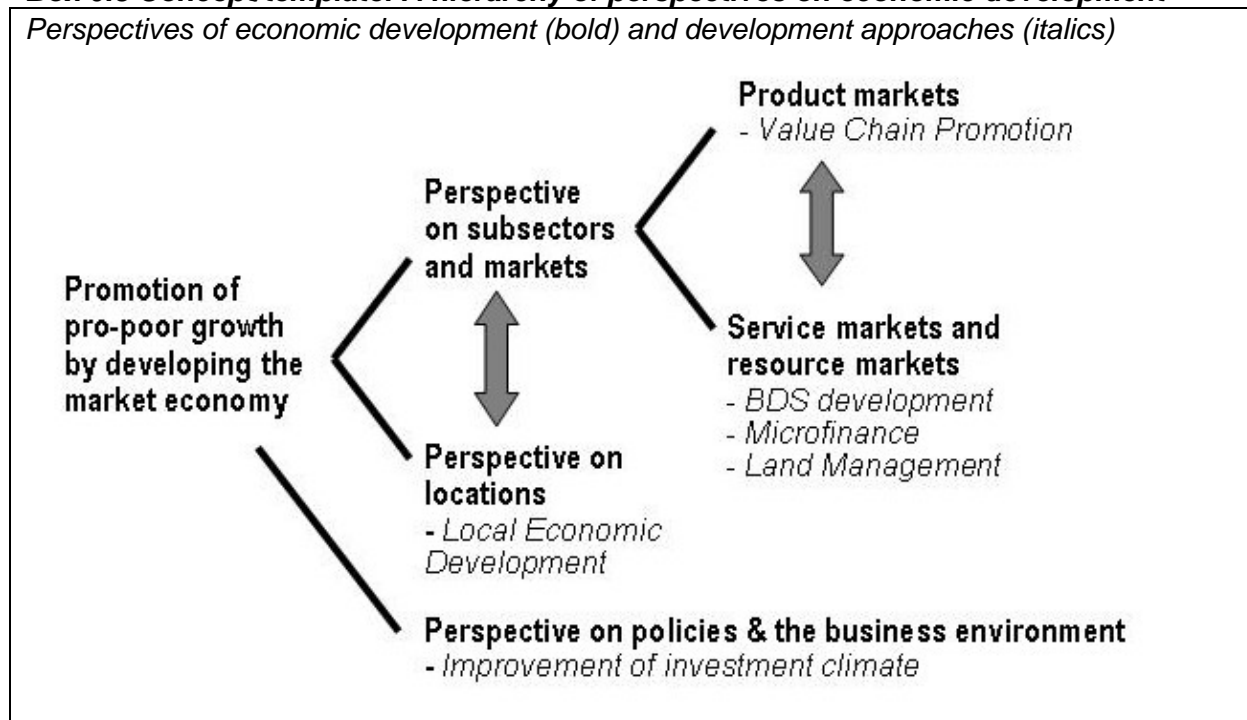 Perspectives of economic development (bold) and development approaches (italics)
Product markets
- Value Chain Promotion
Perspective
on subsectors
and markets
Promotion of
pro-poor growth
by developing the
market economy
Service markets and
resource markets
- BDS development
- Microfinance
- Land Management
Perspective on
locations
- Local Economic
Development
Perspective on policies & the business environment
- Improvement of investment climate